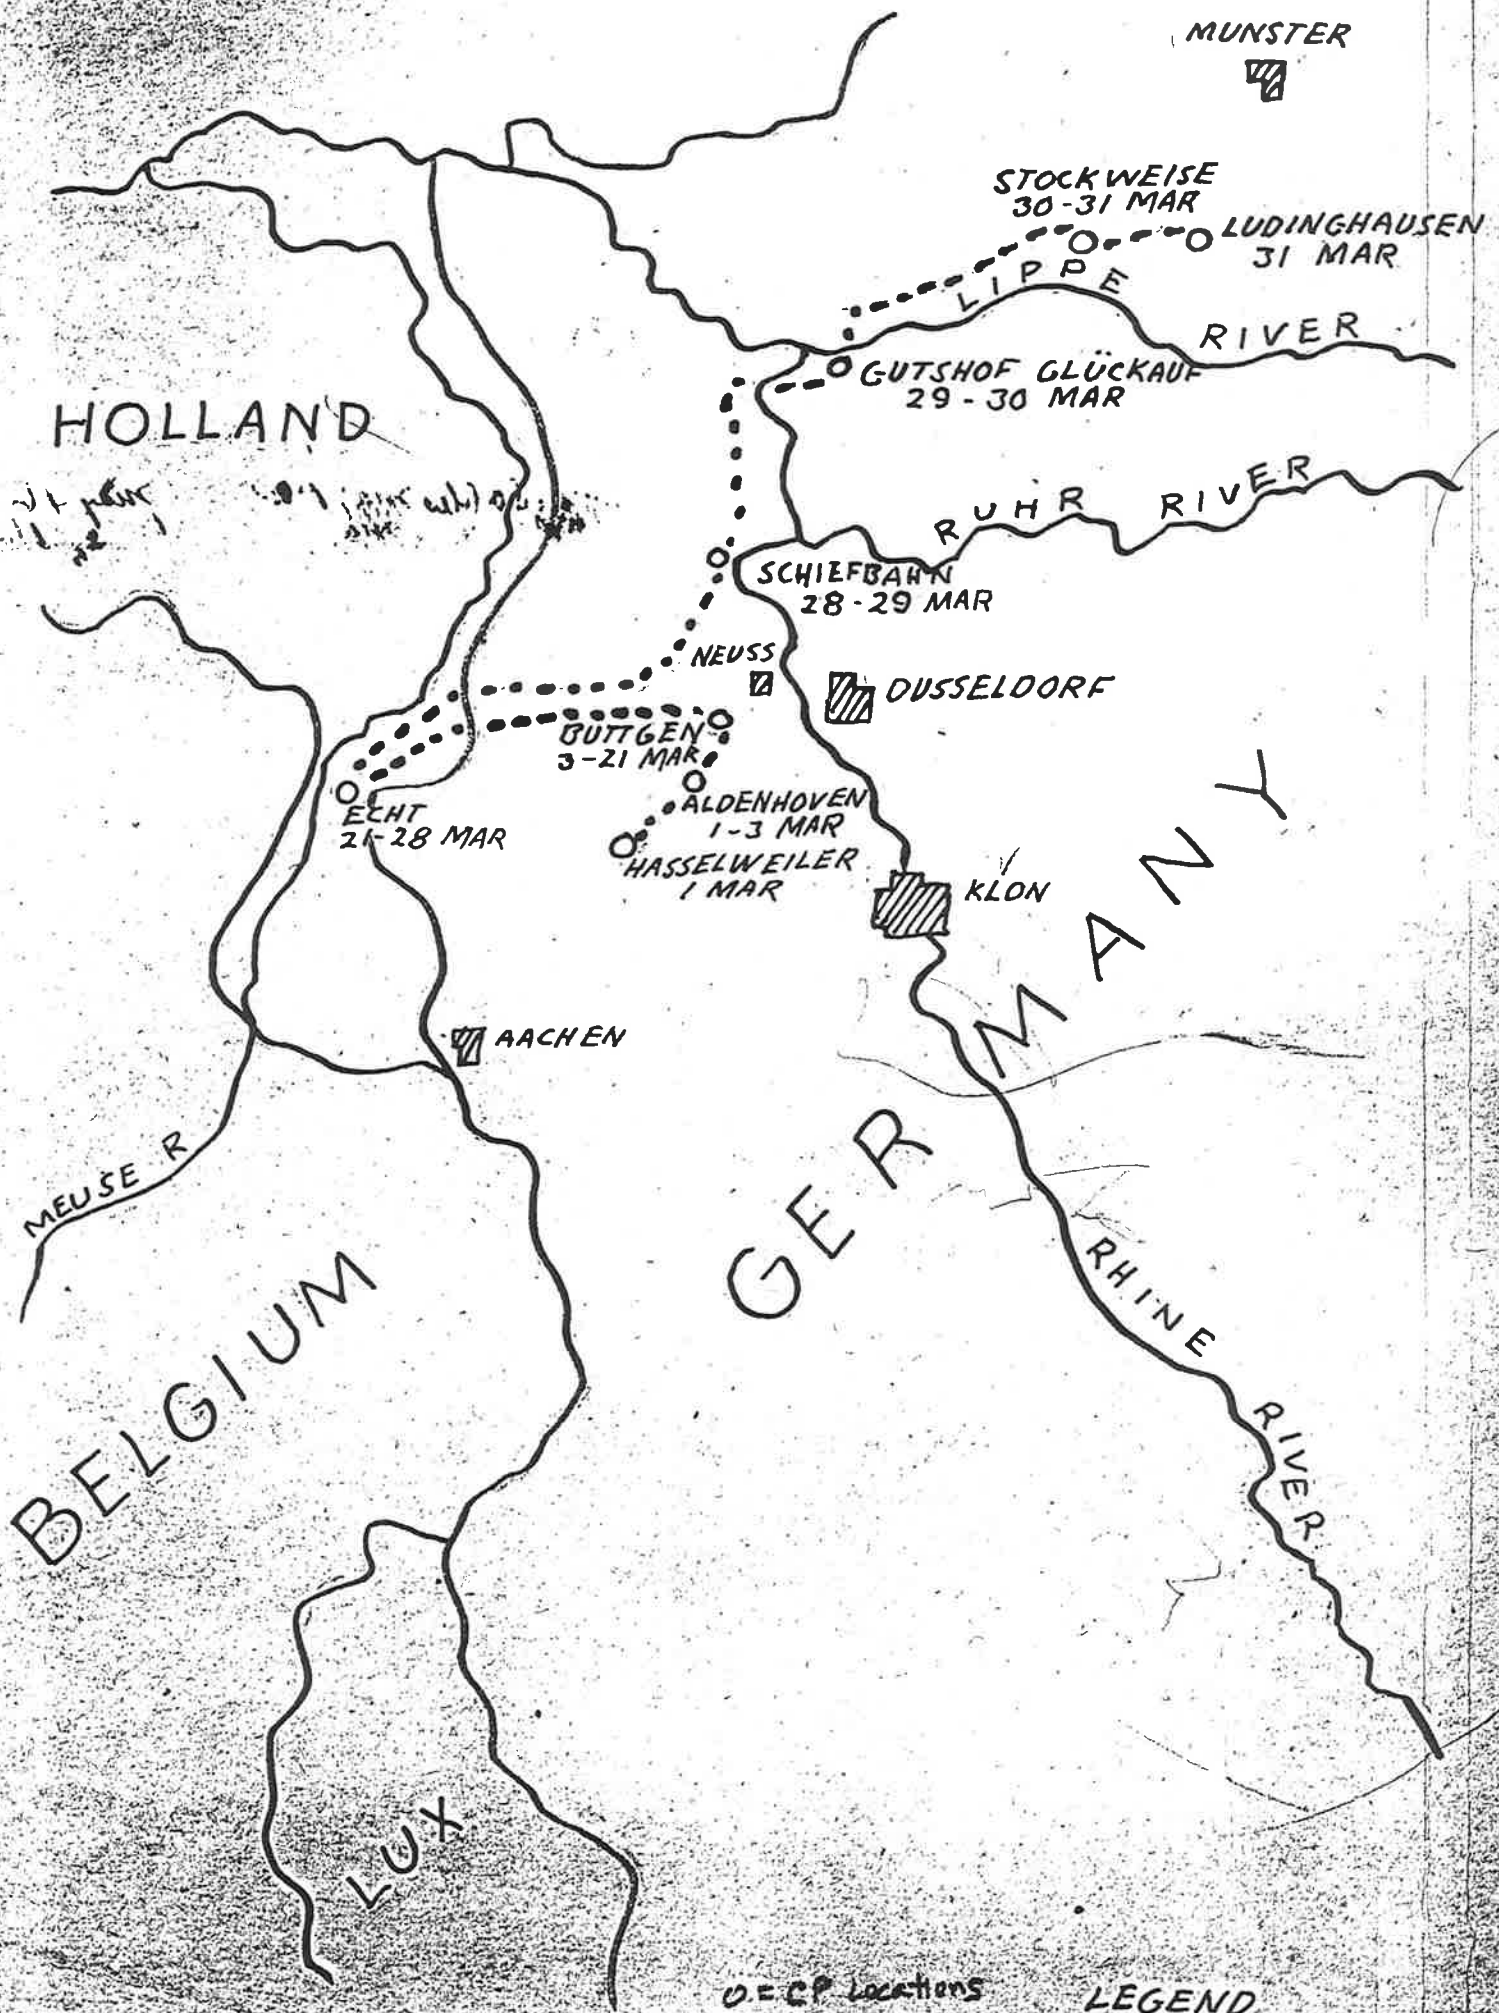 MUNSTER
STOCKWEISE
30-31 MAR
LUDINGHAUSEN
31 MAR
LIPPE RIVER
GUTSHOF GLÜCKAUF
29-30 MAR
HOLLAND
RUHR RIVER
SCHIEFBAHN
28-29 MAR
NEUSS
DUSSELDORF
BUTTGEN
3-21 MAR
ECHT
21-28 MAR
ALDENHOVEN
1-3 MAR
HASSELWEILER
1 MAR
KLON
GERMANY
AACHEN
MEUSE R
BELGIUM
RHINE RIVER
LUX
O = CP Locations
LEGEND